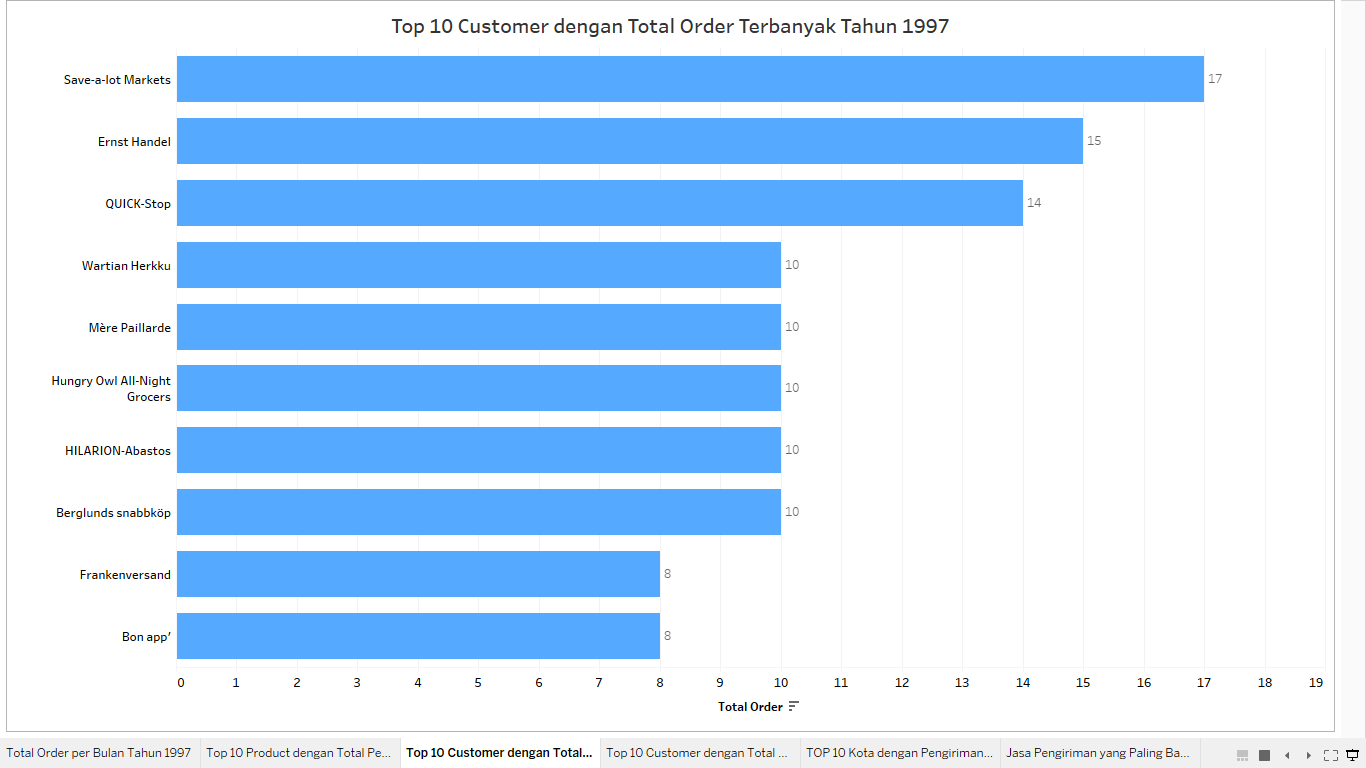 Top 10 Customer dengan Total Order Terbanyak Tahun 1997
Save-a-lot Markets
17
Ernst Handel
15
QUICK-Stop
14
Wartian Herkku
10
Mère Paillarde
10
Hungry Owl All-Night
Grocers
10
HILARION-Abastos
10
Berglunds snabbköp
10
Frankenversand
8
Bon app'
8
0 1 2 3 4 5 6 7 8 9 10 11 12 13 14 15 16 17 18 19
Total Order
Total Order per Bulan Tahun 1997 Top 10 Product dengan Total Pe... Top 10 Customer dengan Total... Top 10 Customer dengan Total ... TOP 10 Kota dengan Pengiriman... Jasa Pengiriman yang Paling Ba...